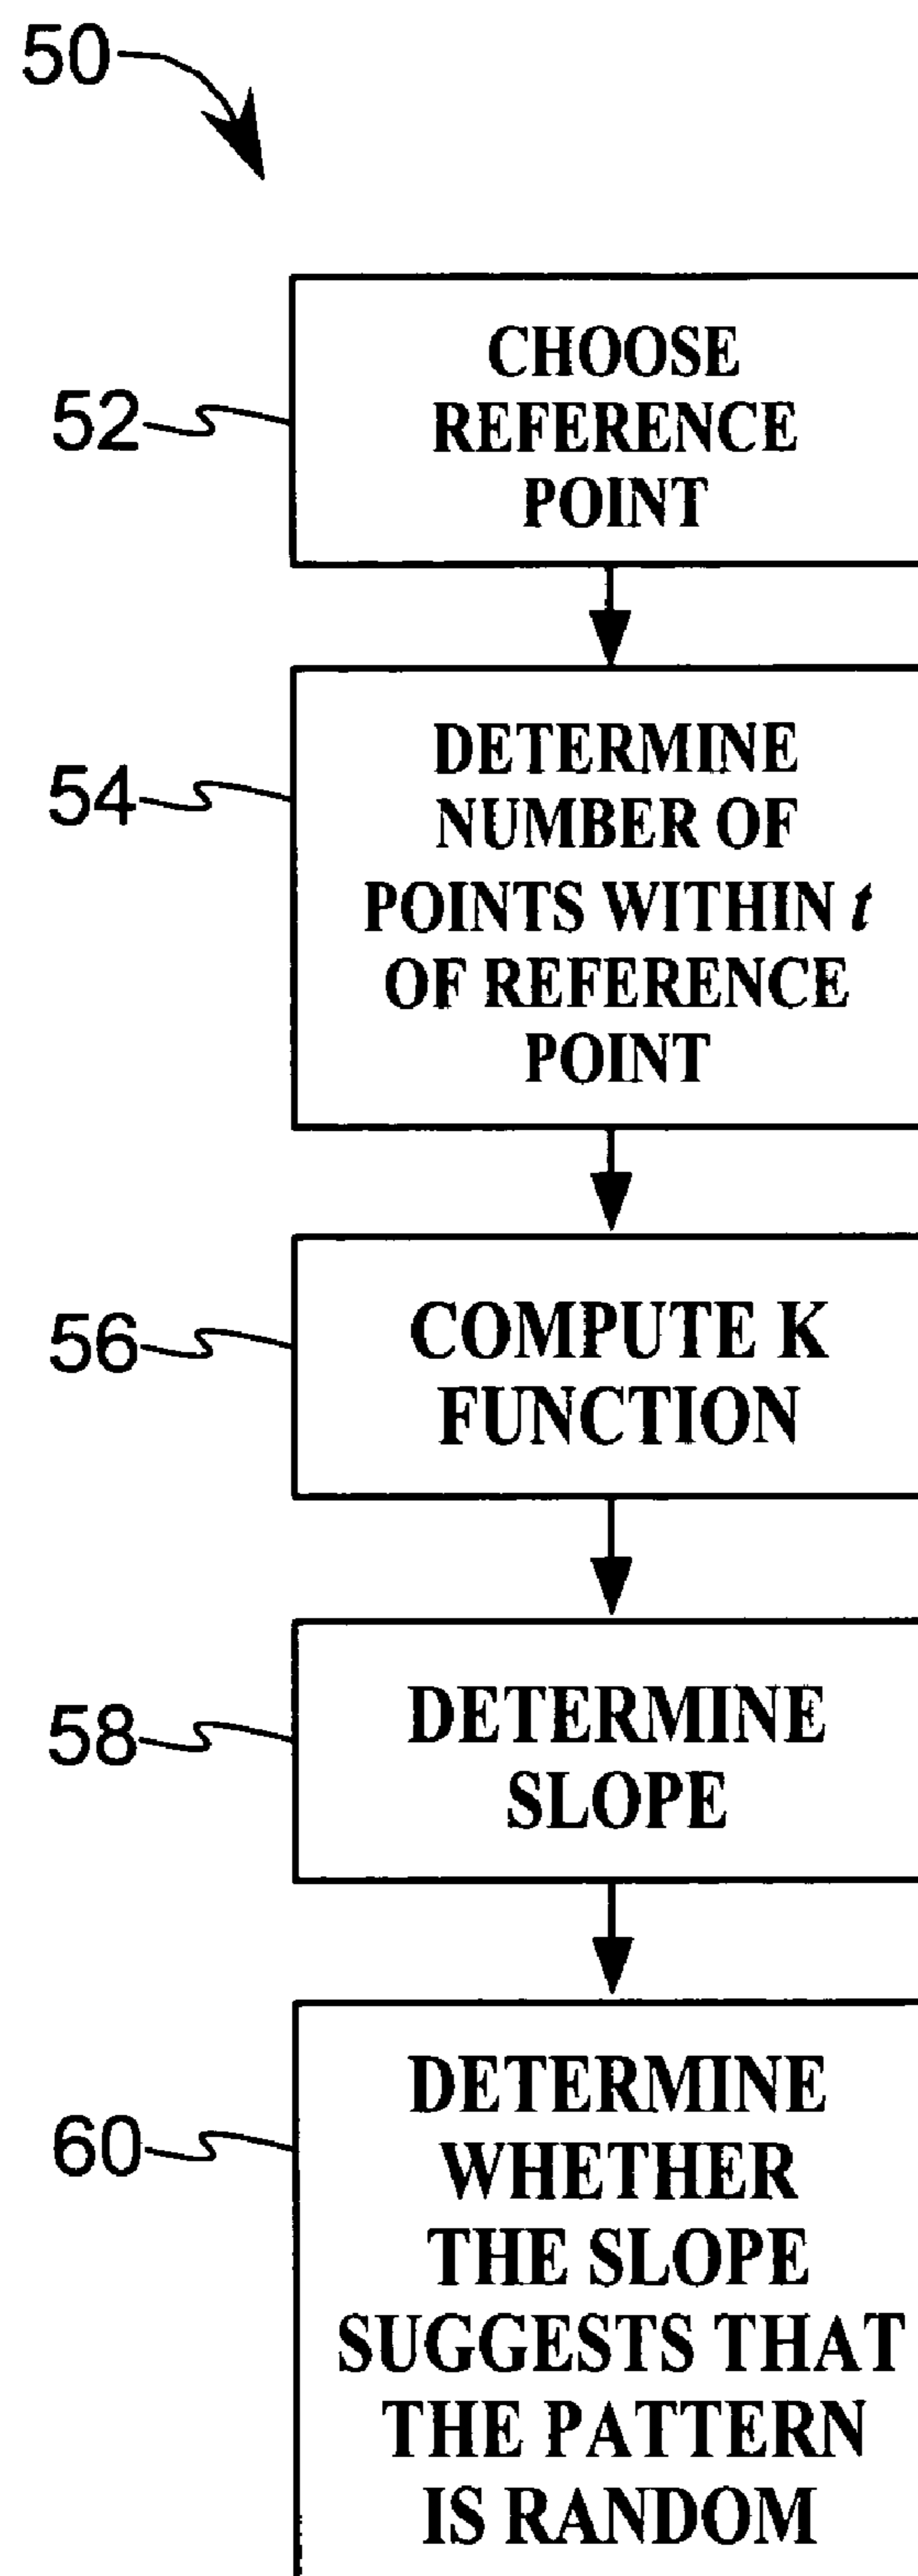 50
52
CHOOSE
REFERENCE
POINT
54
DETERMINE
NUMBER OF
POINTS WITHIN t
OF REFERENCE
POINT
56
COMPUTE K
FUNCTION
58
DETERMINE
SLOPE
60
DETERMINE
WHETHER
THE SLOPE
SUGGESTS THAT
THE PATTERN
IS RANDOM